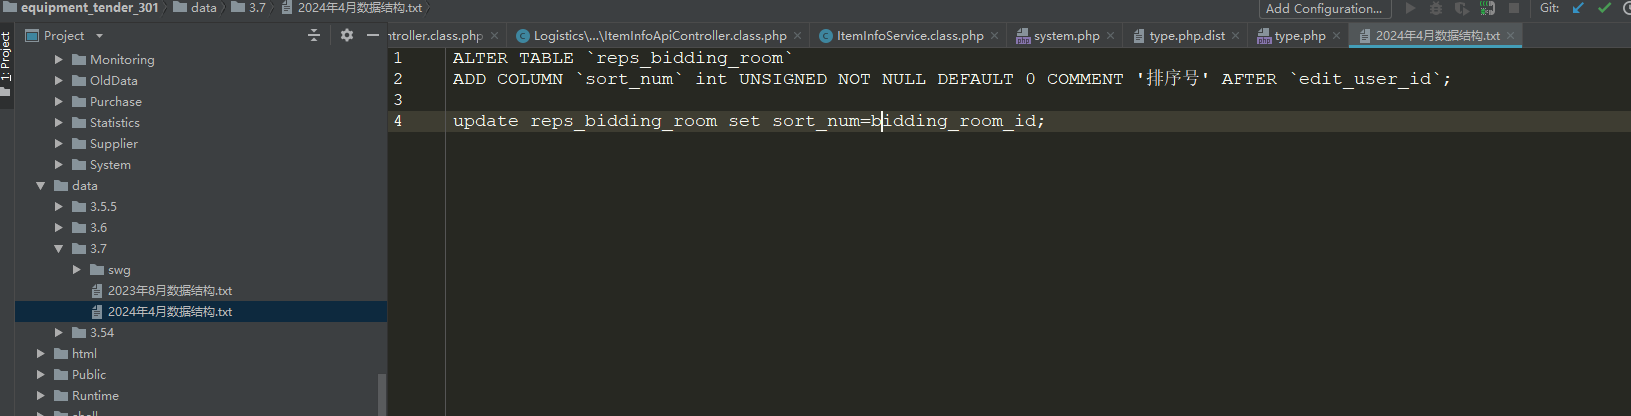 equipment_tender_301 data 3.7 2024年4月数据结构.txt
Add Configuration... Git:
Project
ntroller.class.php Logistics\...\ItemInfoApiController.class.php ItemInfoService.class.php system.php type.php.dist type.php 2024年4月数据结构.txt
1: Project
Monitoring
OldData
Purchase
Statistics
Supplier
System
data
3.5.5
3.6
3.7
swg
2023年8月数据结构.txt
2024年4月数据结构.txt
3.54
html
Public
Runtime
1 ALTER TABLE `reps_bidding_room`
2 ADD COLUMN `sort_num` int UNSIGNED NOT NULL DEFAULT 0 COMMENT '排序号' AFTER `edit_user_id`;
3
4 update reps_bidding_room set sort_num=bidding_room_id;